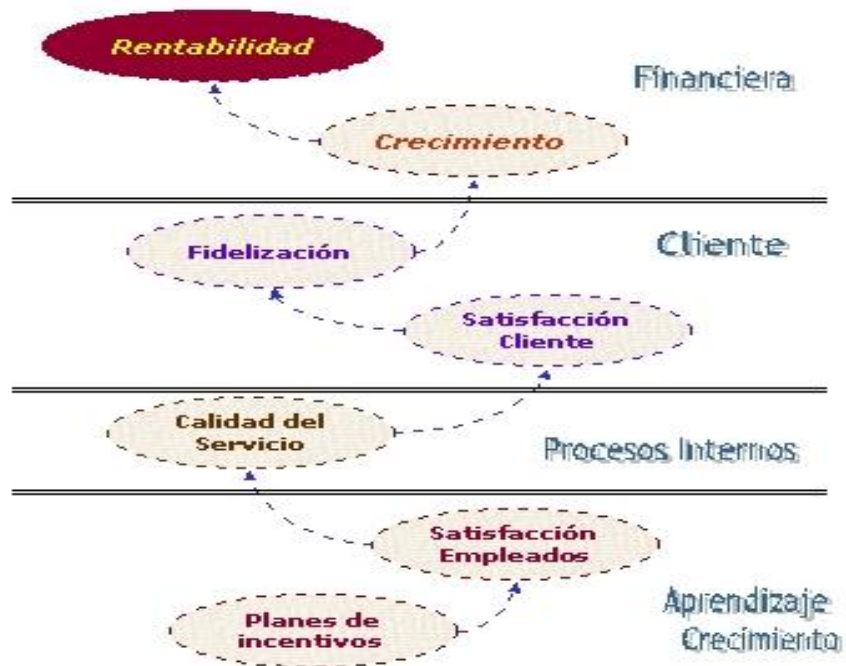 Rentabilidad
Financiera
Crecimiento
Cliente
Fidelización
Satisfacción
Cliente
Calidad del
Servicio
Procesos Internos
Satisfacción
Empleados
Aprendizaje
Crecimiento
Planes de
incentivos